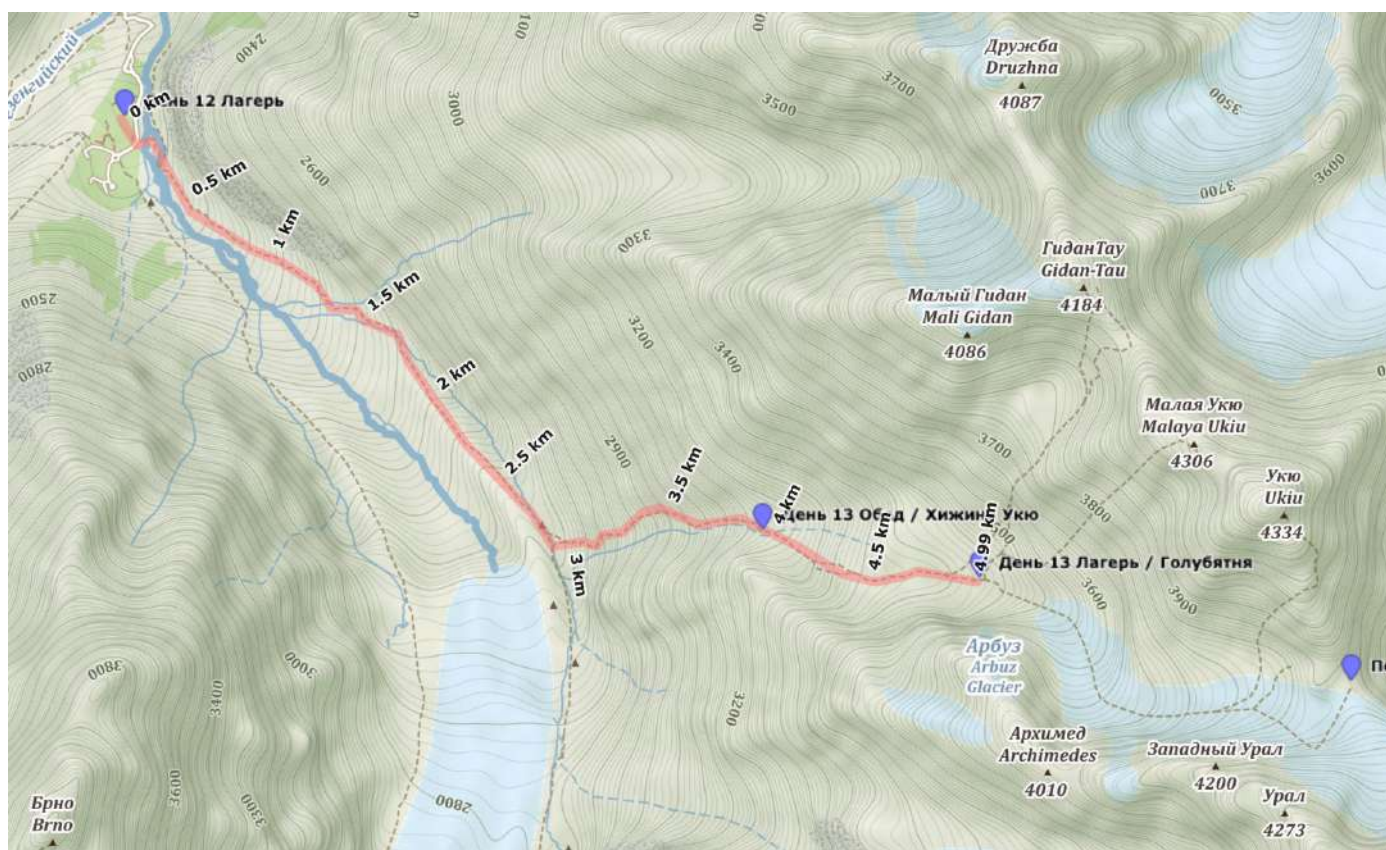 зенгийский
2400
3100
Дружба
Druzhna
4087
3700
3500
3500
3000
0 km
нь 12 Лагерь
2600
0.5 km
3600
3700
1 km
3300
ГиданТау
Gidan-Tau
4184
Малый Гидан
Mali Gidan
4086
2500
1.5 km
3200
3400
2800
2 km
Малая Укю
Malaya Ukiu
4306
3700
2.5 km
2900
3.5 km
Укю
Ukiu
4334
3800
4 km
День 13 Обед / Хижина Укю
4.5 km
4.99 km
День 13 Лагерь / Голубятня
3 km
3600
3900
Арбуз
Arbuz
Glacier
3800
3000
3400
3200
Архимед
Archimedes
4010
Западный Урал
4200
Урал
4273
3600
3300
2800
Брно
Brno